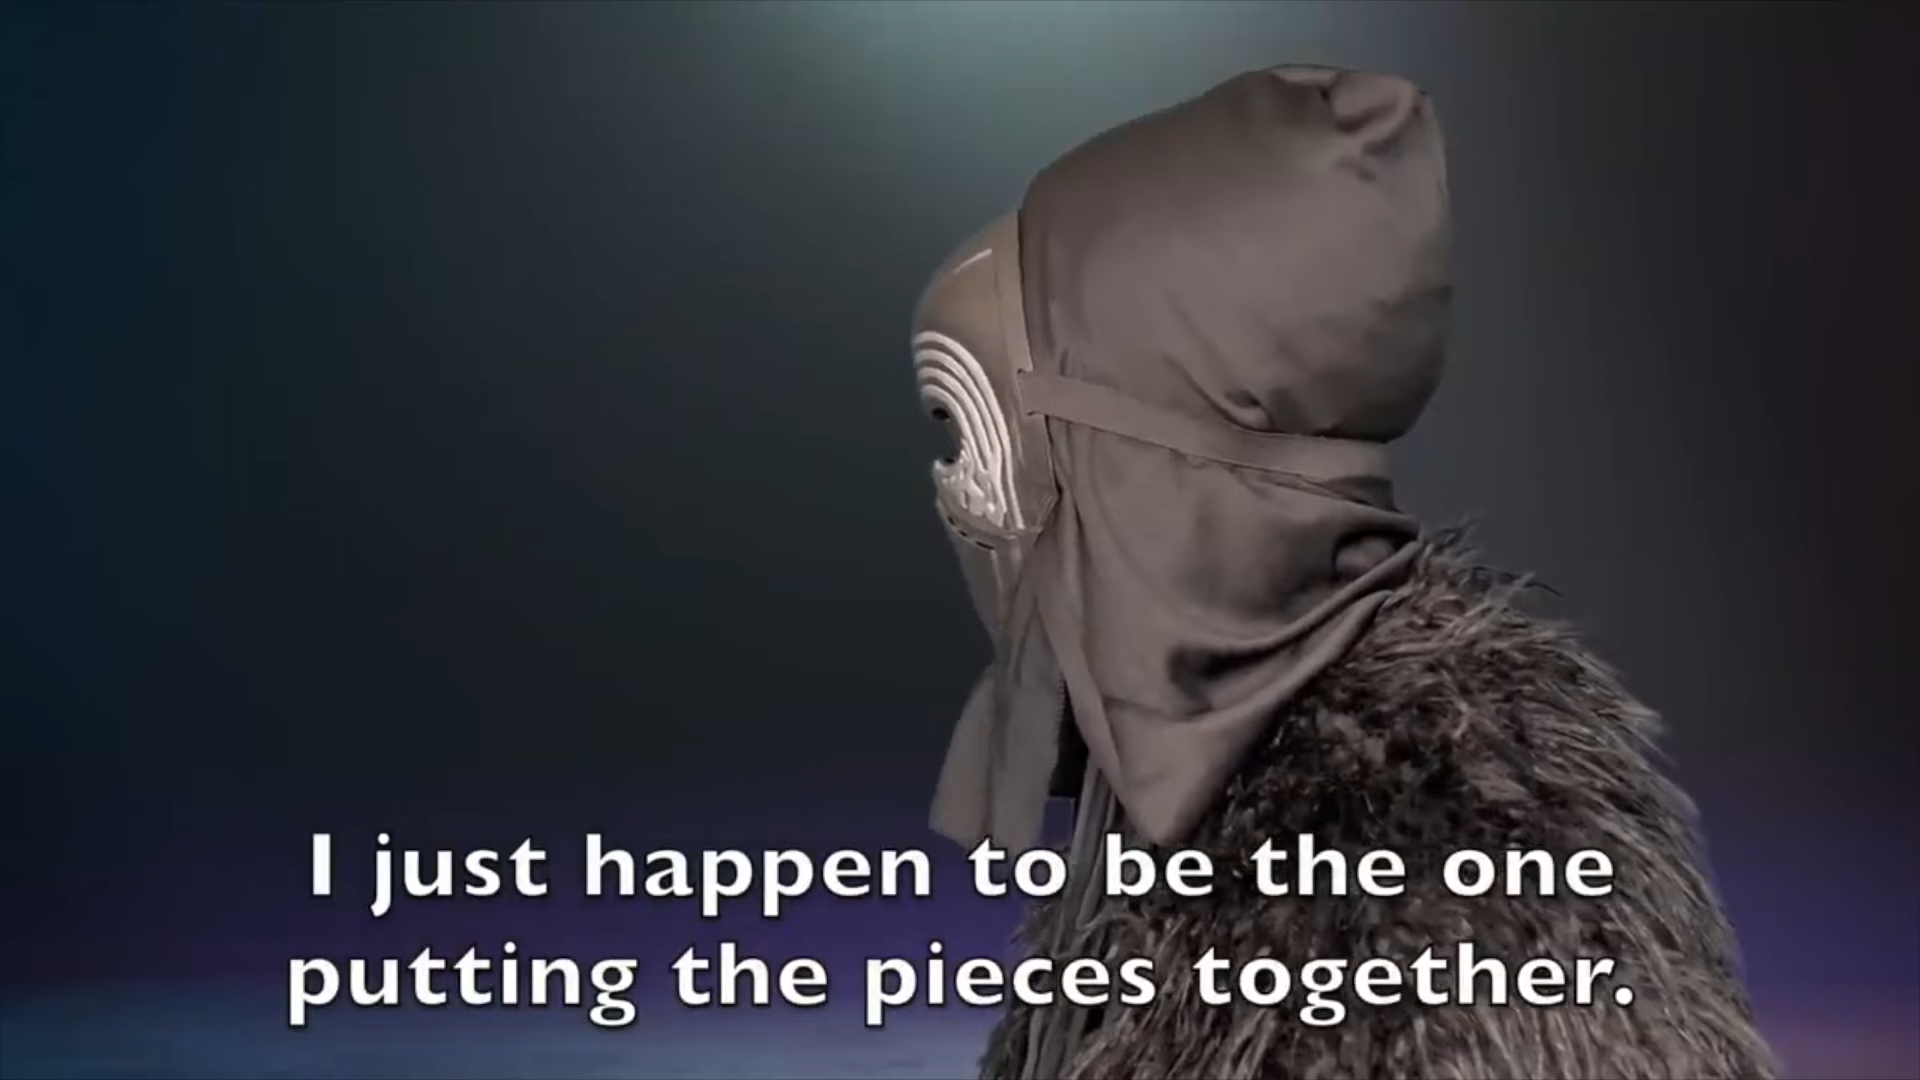 I just happen to be the one
putting the pieces together.